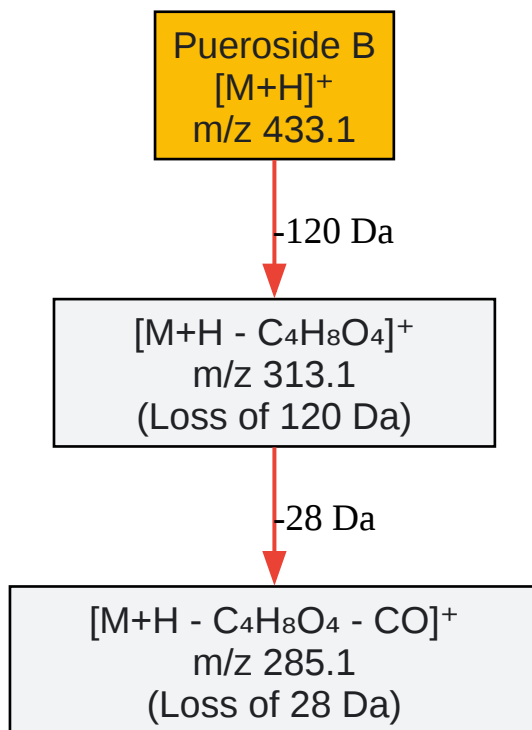 Pueroside B
[M+H]⁺
m/z 433.1
-120 Da
[M+H - C₄H₈O₄]⁺
m/z 313.1
(Loss of 120 Da)
-28 Da
[M+H - C₄H₈O₄ - CO]⁺
m/z 285.1
(Loss of 28 Da)